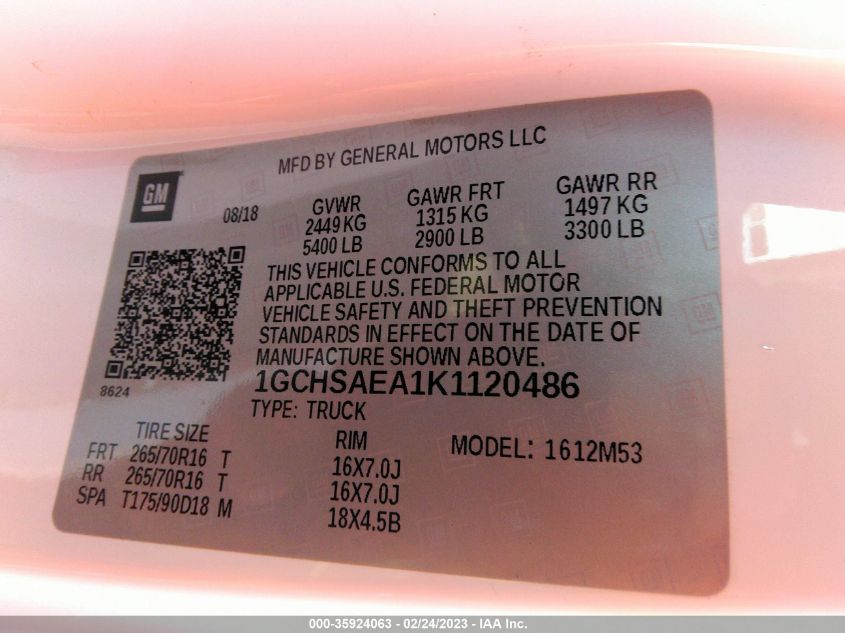 MFD BY GENERAL MOTORS LLC
GM
08/18 GVWR GAWR FRT GAWR RR
2449 KG 1315 KG 1497 KG
5400 LB 2900 LB 3300 LB
THIS VEHICLE CONFORMS TO ALL
APPLICABLE U.S. FEDERAL MOTOR
VEHICLE SAFETY AND THEFT PREVENTION
STANDARDS IN EFFECT ON THE DATE OF
MANUFACTURE SHOWN ABOVE.
8624
1GCHSAEA1K1120486
TYPE: TRUCK
TIRE SIZE RIM MODEL: 1612M53
FRT 265/70R16 T 16X7.0J
RR 265/70R16 T 16X7.0J
SPA T175/90D18 M 18X4.5B
000-35924063 - 02/24/2023 - IAA Inc.